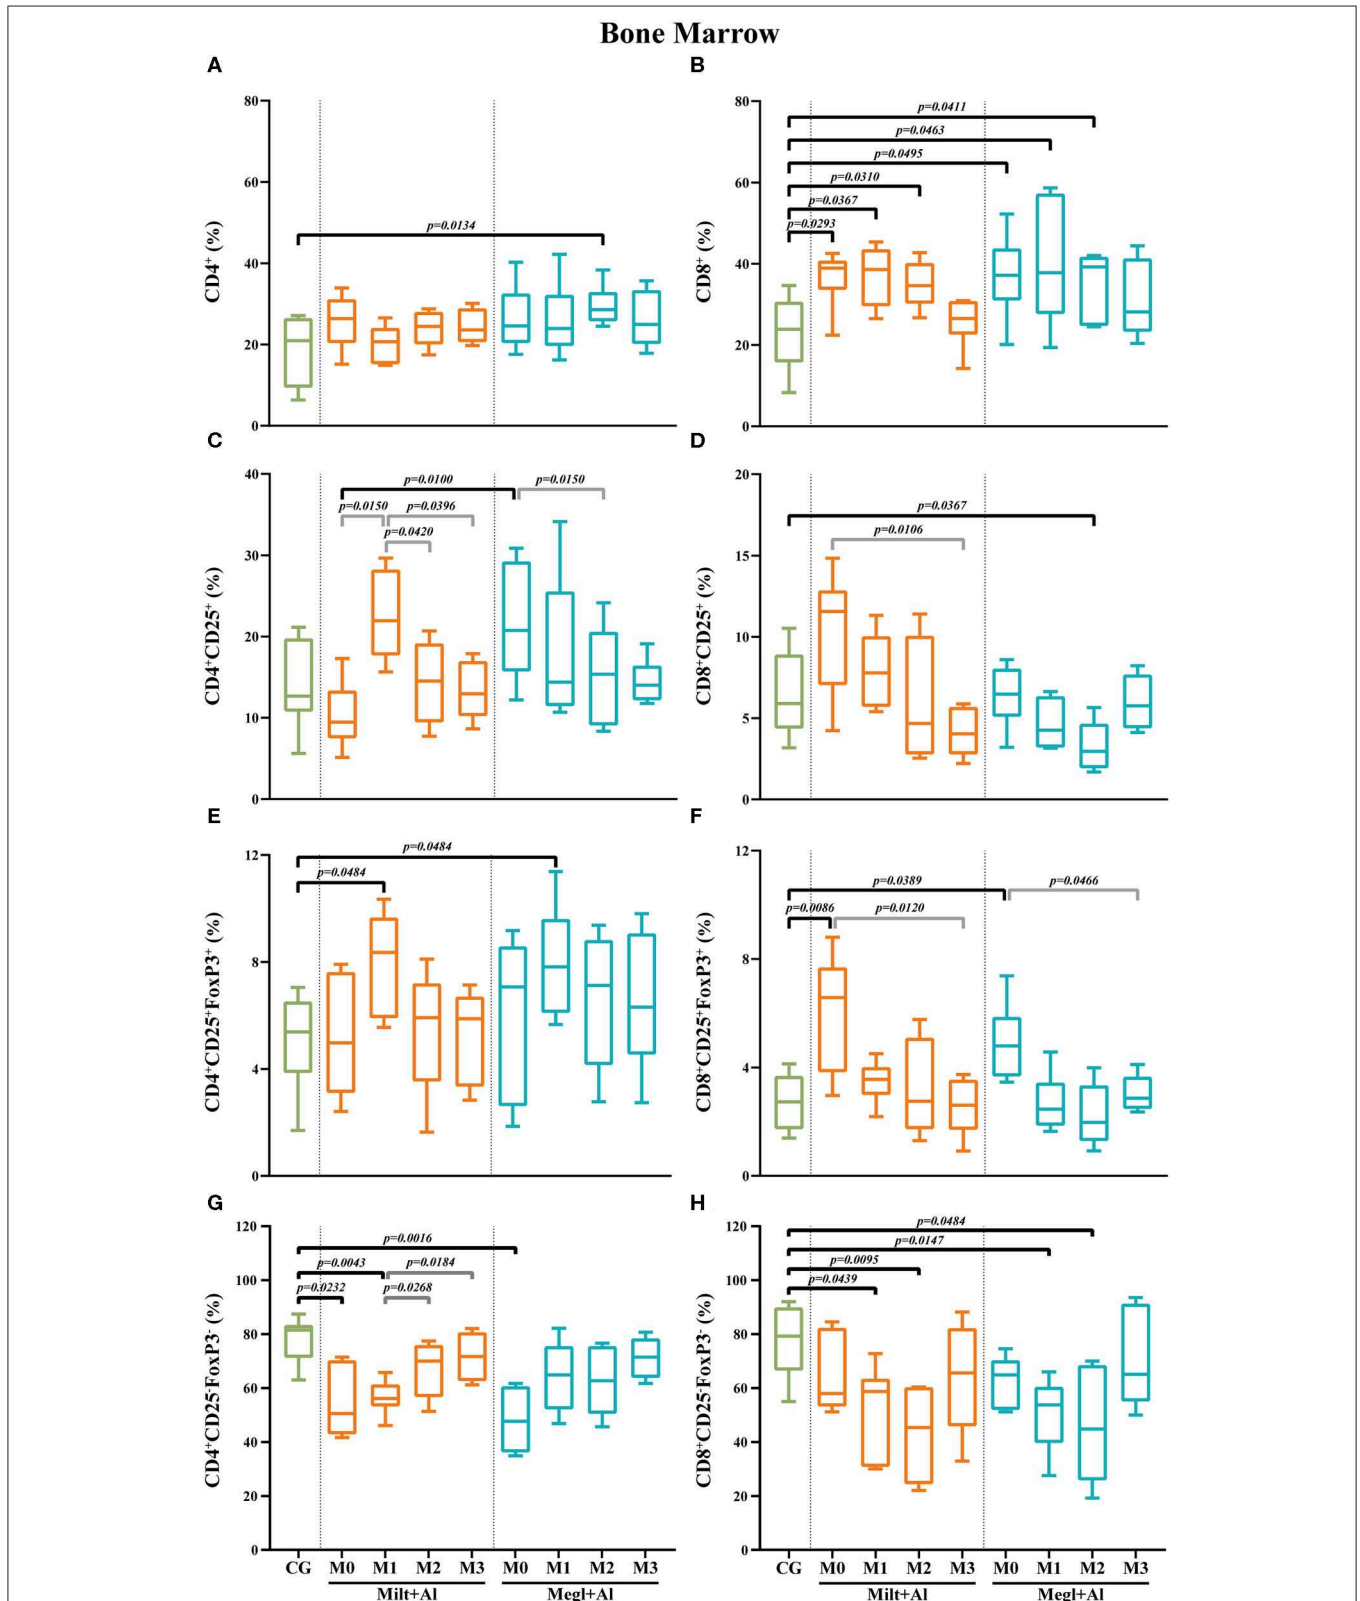 Bone Marrow
A
CD4⁺ (%)
80
60
40
20
0
p=0.0134
B
CD8⁺ (%)
80
60
40
20
0
p=0.0411
p=0.0463
p=0.0495
p=0.0310
p=0.0367
p=0.0293
C
CD4⁺CD25⁺ (%)
40
30
20
10
0
p=0.0100
p=0.0150
p=0.0150
p=0.0396
p=0.0420
D
CD8⁺CD25⁺ (%)
20
15
10
5
0
p=0.0367
p=0.0106
E
CD4⁺CD25⁺FoxP3⁺ (%)
12
8
4
0
p=0.0484
p=0.0484
F
CD8⁺CD25⁺FoxP3⁺ (%)
12
8
4
0
p=0.0389
p=0.0466
p=0.0086
p=0.0120
G
CD4⁺CD25⁻FoxP3⁻ (%)
120
100
80
60
40
20
0
p=0.0016
p=0.0043
p=0.0184
p=0.0232
p=0.0268
CG M0 M1 M2 M3 M0 M1 M2 M3
Milt+Al Megl+Al
H
CD8⁺CD25⁻FoxP3⁻ (%)
120
100
80
60
40
20
0
p=0.0484
p=0.0147
p=0.0095
p=0.0439
CG M0 M1 M2 M3 M0 M1 M2 M3
Milt+Al Megl+Al